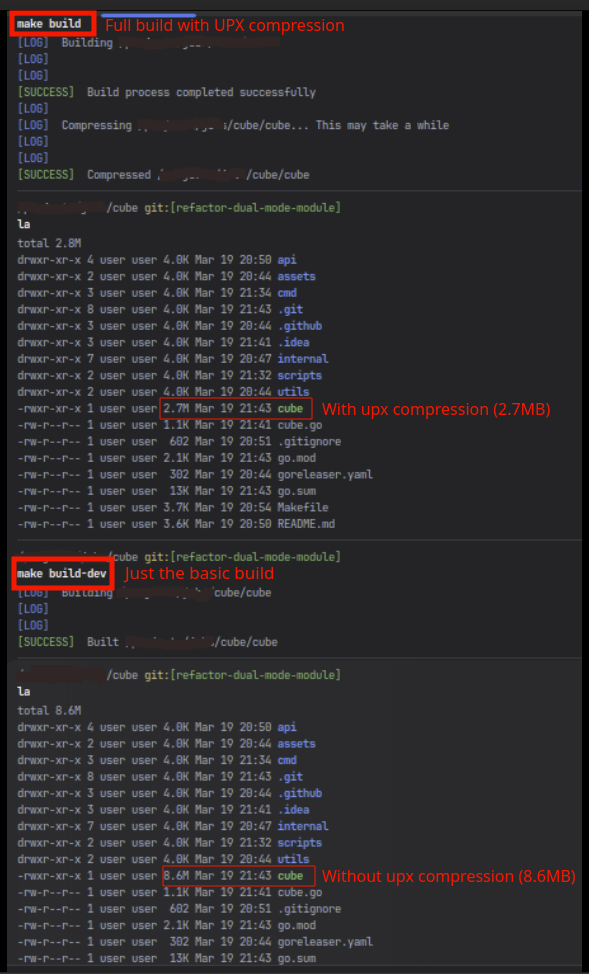 make build Full build with UPX compression
[LOG] Building
[LOG]
[LOG]
[SUCCESS] Build process completed successfully
[LOG]
[LOG] Compressing /cube/cube... This may take a while
[LOG]
[LOG]
[SUCCESS] Compressed /cube/cube
/cube git:[refactor-dual-mode-module]
la
total 2.8M
drwxr-xr-x 4 user user 4.0K Mar 19 20:50 api
drwxr-xr-x 2 user user 4.0K Mar 19 20:44 assets
drwxr-xr-x 3 user user 4.0K Mar 19 21:34 cmd
drwxr-xr-x 8 user user 4.0K Mar 19 21:43 .git
drwxr-xr-x 3 user user 4.0K Mar 19 20:44 .github
drwxr-xr-x 3 user user 4.0K Mar 19 21:41 .idea
drwxr-xr-x 7 user user 4.0K Mar 19 20:47 internal
drwxr-xr-x 2 user user 4.0K Mar 19 21:32 scripts
drwxr-xr-x 2 user user 4.0K Mar 19 20:44 utils
-rwxr-xr-x 1 user user 2.7M Mar 19 21:43 cube With upx compression (2.7MB)
-rw-r--r-- 1 user user 1.1K Mar 19 21:41 cube.go
-rw-r--r-- 1 user user 602 Mar 19 20:51 .gitignore
-rw-r--r-- 1 user user 2.1K Mar 19 21:43 go.mod
-rw-r--r-- 1 user user 302 Mar 19 20:44 goreleaser.yaml
-rw-r--r-- 1 user user 13K Mar 19 21:43 go.sum
-rw-r--r-- 1 user user 3.7K Mar 19 20:54 Makefile
-rw-r--r-- 1 user user 3.6K Mar 19 20:50 README.md
/cube git:[refactor-dual-mode-module]
make build-dev Just the basic build
[LOG] Building /cube/cube
[LOG]
[LOG]
[SUCCESS] Built /cube/cube
/cube git:[refactor-dual-mode-module]
la
total 8.6M
drwxr-xr-x 4 user user 4.0K Mar 19 20:50 api
drwxr-xr-x 2 user user 4.0K Mar 19 20:44 assets
drwxr-xr-x 3 user user 4.0K Mar 19 21:34 cmd
drwxr-xr-x 8 user user 4.0K Mar 19 21:43 .git
drwxr-xr-x 3 user user 4.0K Mar 19 20:44 .github
drwxr-xr-x 3 user user 4.0K Mar 19 21:41 .idea
drwxr-xr-x 7 user user 4.0K Mar 19 20:47 internal
drwxr-xr-x 2 user user 4.0K Mar 19 21:32 scripts
drwxr-xr-x 2 user user 4.0K Mar 19 20:44 utils
-rwxr-xr-x 1 user user 8.6M Mar 19 21:43 cube Without upx compression (8.6MB)
-rw-r--r-- 1 user user 1.1K Mar 19 21:41 cube.go
-rw-r--r-- 1 user user 602 Mar 19 20:51 .gitignore
-rw-r--r-- 1 user user 2.1K Mar 19 21:43 go.mod
-rw-r--r-- 1 user user 302 Mar 19 20:44 goreleaser.yaml
-rw-r--r-- 1 user user 13K Mar 19 21:43 go.sum